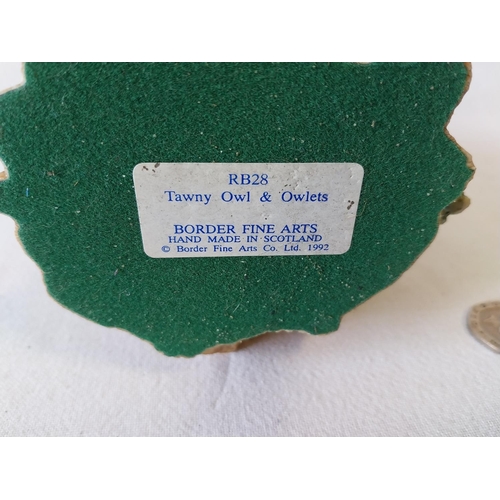 RB28
Tawny Owl & Owlets
BORDER FINE ARTS
HAND MADE IN SCOTLAND
© Border Fine Arts Co. Ltd. 1992